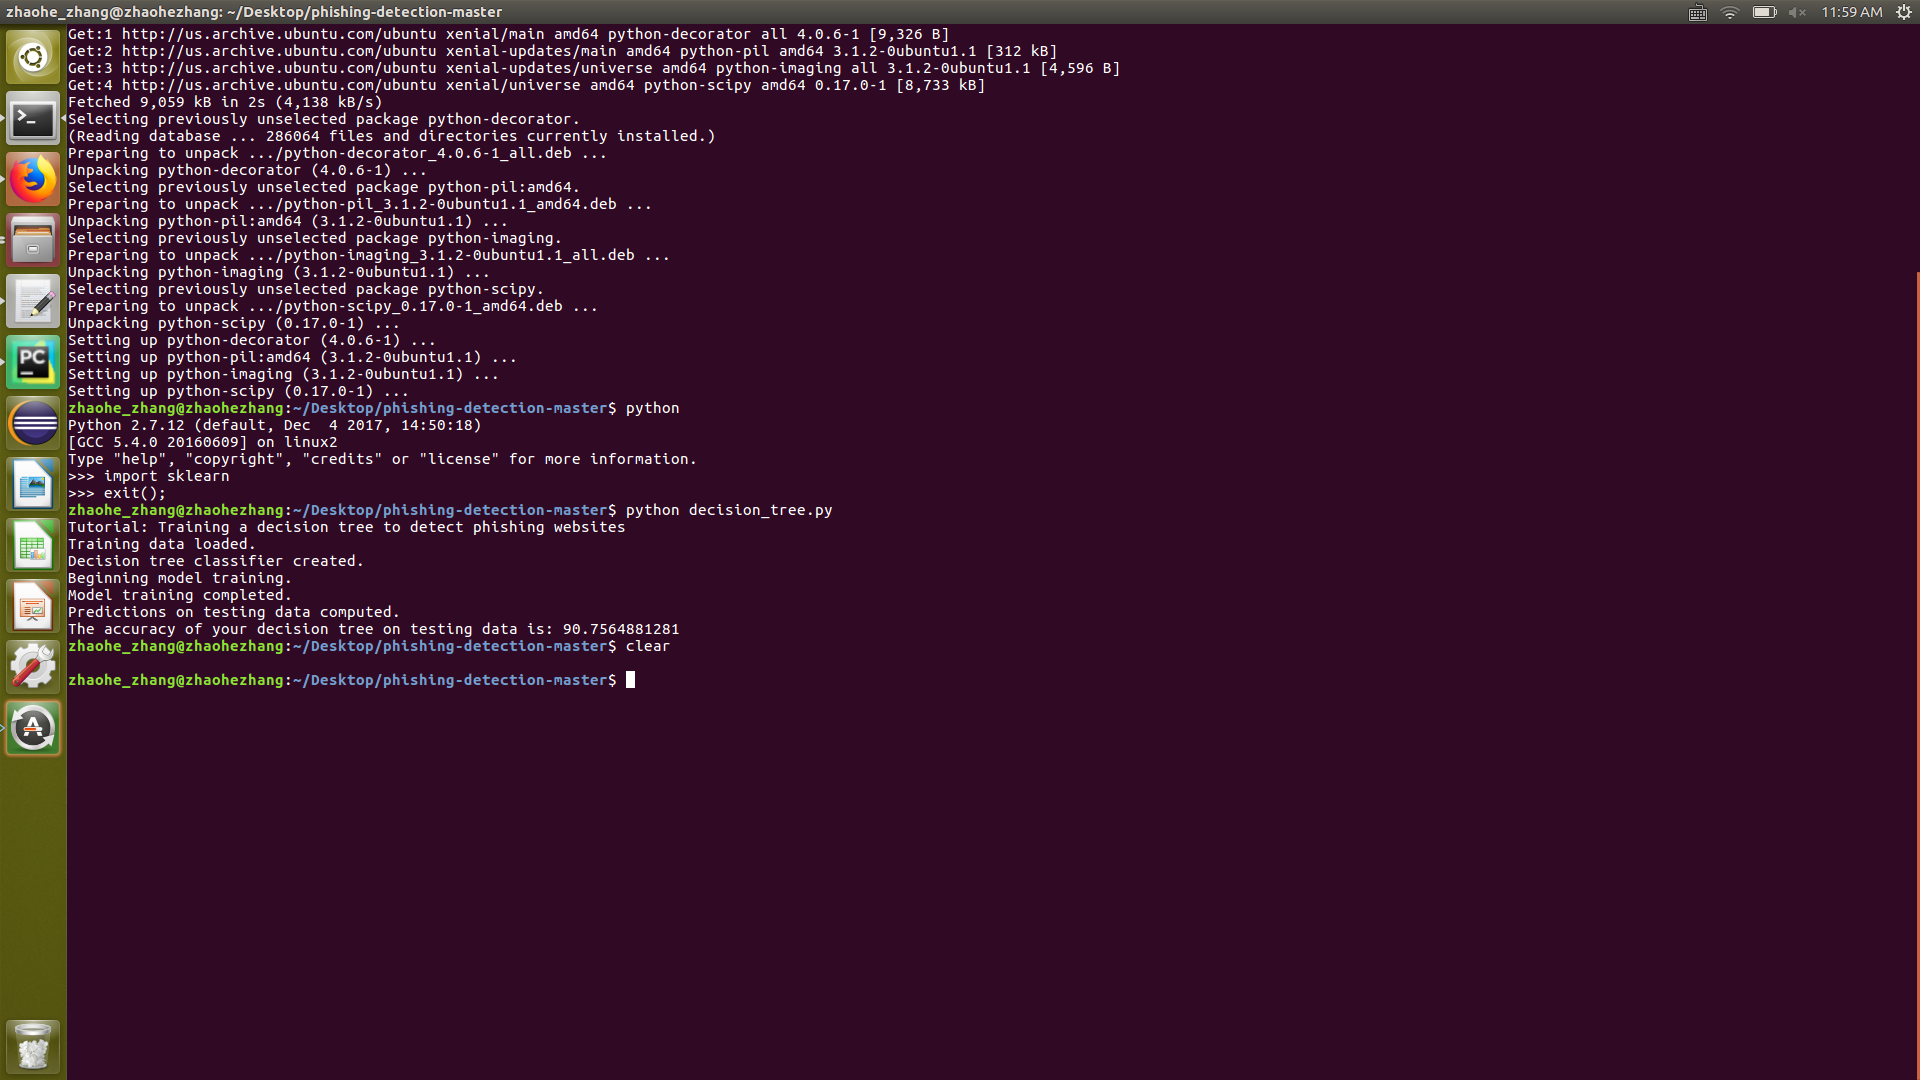 zhaohe_zhang@zhaohezhang: ~/Desktop/phishing-detection-master
11:59 AM
Get:1 http://us.archive.ubuntu.com/ubuntu xenial/main amd64 python-decorator all 4.0.6-1 [9,326 B]
Get:2 http://us.archive.ubuntu.com/ubuntu xenial-updates/main amd64 python-pil amd64 3.1.2-0ubuntu1.1 [312 kB]
Get:3 http://us.archive.ubuntu.com/ubuntu xenial-updates/universe amd64 python-imaging all 3.1.2-0ubuntu1.1 [4,596 B]
Get:4 http://us.archive.ubuntu.com/ubuntu xenial/universe amd64 python-scipy amd64 0.17.0-1 [8,733 kB]
Fetched 9,059 kB in 2s (4,138 kB/s)
Selecting previously unselected package python-decorator.
(Reading database ... 286064 files and directories currently installed.)
Preparing to unpack .../python-decorator_4.0.6-1_all.deb ...
Unpacking python-decorator (4.0.6-1) ...
Selecting previously unselected package python-pil:amd64.
Preparing to unpack .../python-pil_3.1.2-0ubuntu1.1_amd64.deb ...
Unpacking python-pil:amd64 (3.1.2-0ubuntu1.1) ...
Selecting previously unselected package python-imaging.
Preparing to unpack .../python-imaging_3.1.2-0ubuntu1.1_all.deb ...
Unpacking python-imaging (3.1.2-0ubuntu1.1) ...
Selecting previously unselected package python-scipy.
Preparing to unpack .../python-scipy_0.17.0-1_amd64.deb ...
Unpacking python-scipy (0.17.0-1) ...
Setting up python-decorator (4.0.6-1) ...
Setting up python-pil:amd64 (3.1.2-0ubuntu1.1) ...
Setting up python-imaging (3.1.2-0ubuntu1.1) ...
Setting up python-scipy (0.17.0-1) ...
zhaohe_zhang@zhaohezhang:~/Desktop/phishing-detection-master$ python
Python 2.7.12 (default, Dec  4 2017, 14:50:18)
[GCC 5.4.0 20160609] on linux2
Type "help", "copyright", "credits" or "license" for more information.
>>> import sklearn
>>> exit();
zhaohe_zhang@zhaohezhang:~/Desktop/phishing-detection-master$ python decision_tree.py
Tutorial: Training a decision tree to detect phishing websites
Training data loaded.
Decision tree classifier created.
Beginning model training.
Model training completed.
Predictions on testing data computed.
The accuracy of your decision tree on testing data is: 90.7564881281
zhaohe_zhang@zhaohezhang:~/Desktop/phishing-detection-master$ clear
zhaohe_zhang@zhaohezhang:~/Desktop/phishing-detection-master$
PC